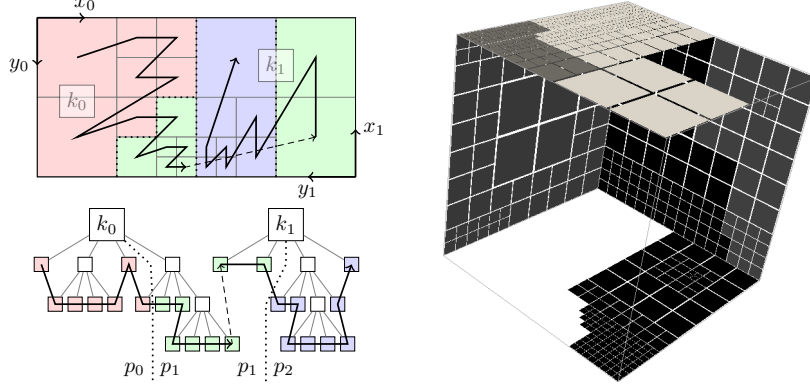 x₀
y₀
k₀
k₁
x₁
y₁
k₀
k₁
p₀ p₁
p₁ p₂